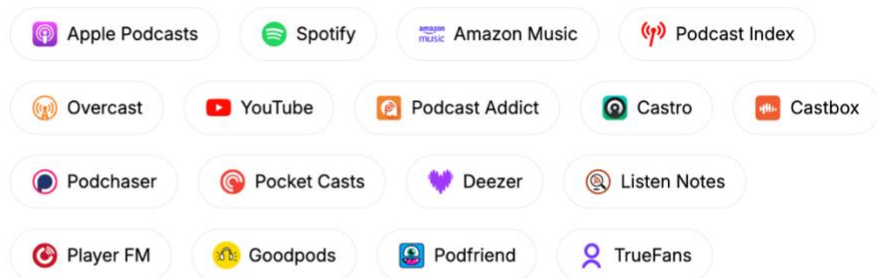 Apple Podcasts Spotify amazon music Amazon Music Podcast Index
Overcast YouTube Podcast Addict Castro Castbox
Podchaser Pocket Casts Deezer Listen Notes
Player FM Goodpods Podfriend TrueFans